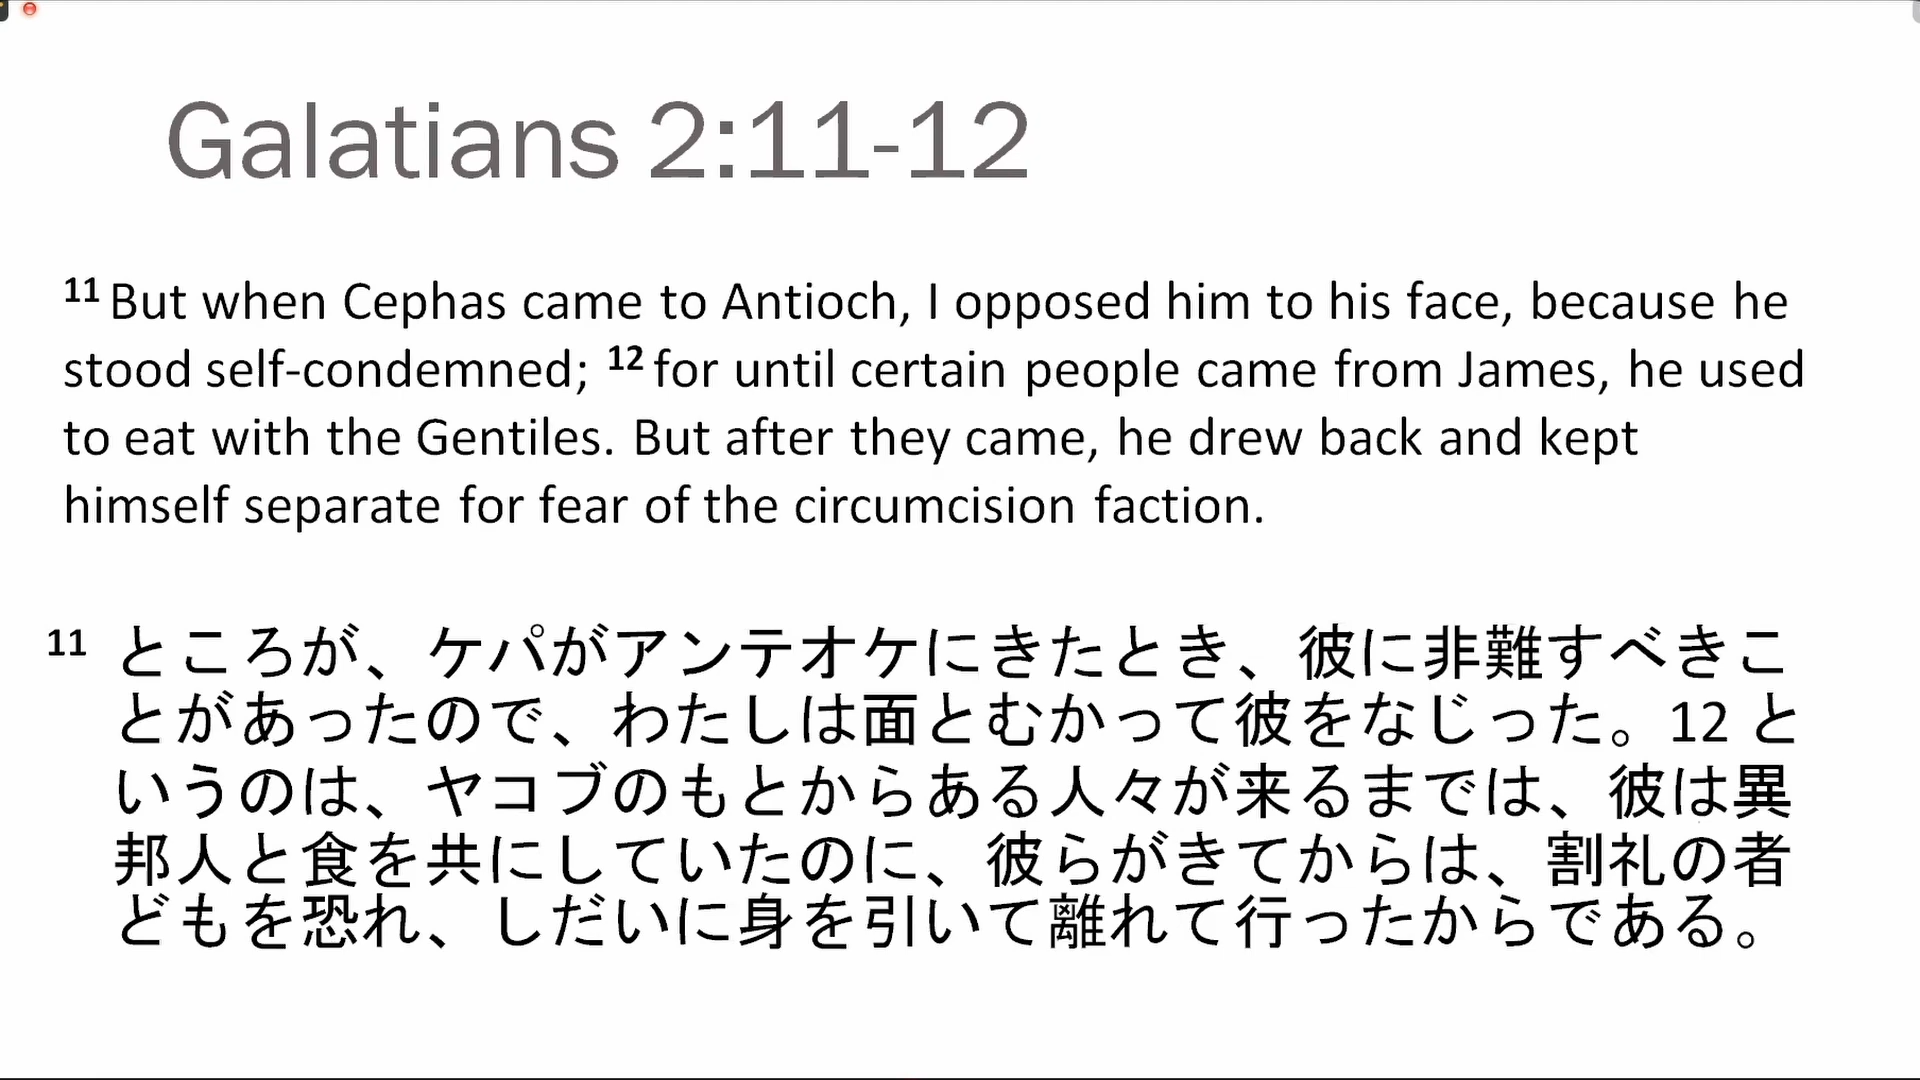 Galatians 2:11-12
11 But when Cephas came to Antioch, I opposed him to his face, because he
stood self-condemned; 12 for until certain people came from James, he used
to eat with the Gentiles. But after they came, he drew back and kept
himself separate for fear of the circumcision faction.
11 ところが、ケパがアンテオケにきたとき、彼に非難すべきこ
とがあったので、わたしは面とむかって彼をなじった。12 と
いうのは、ヤコブのもとからある人々が来るまでは、彼は異
邦人と食を共にしていたのに、彼らがきてからは、割礼の者
どもを恐れ、しだいに身を引いて離れて行ったからである。